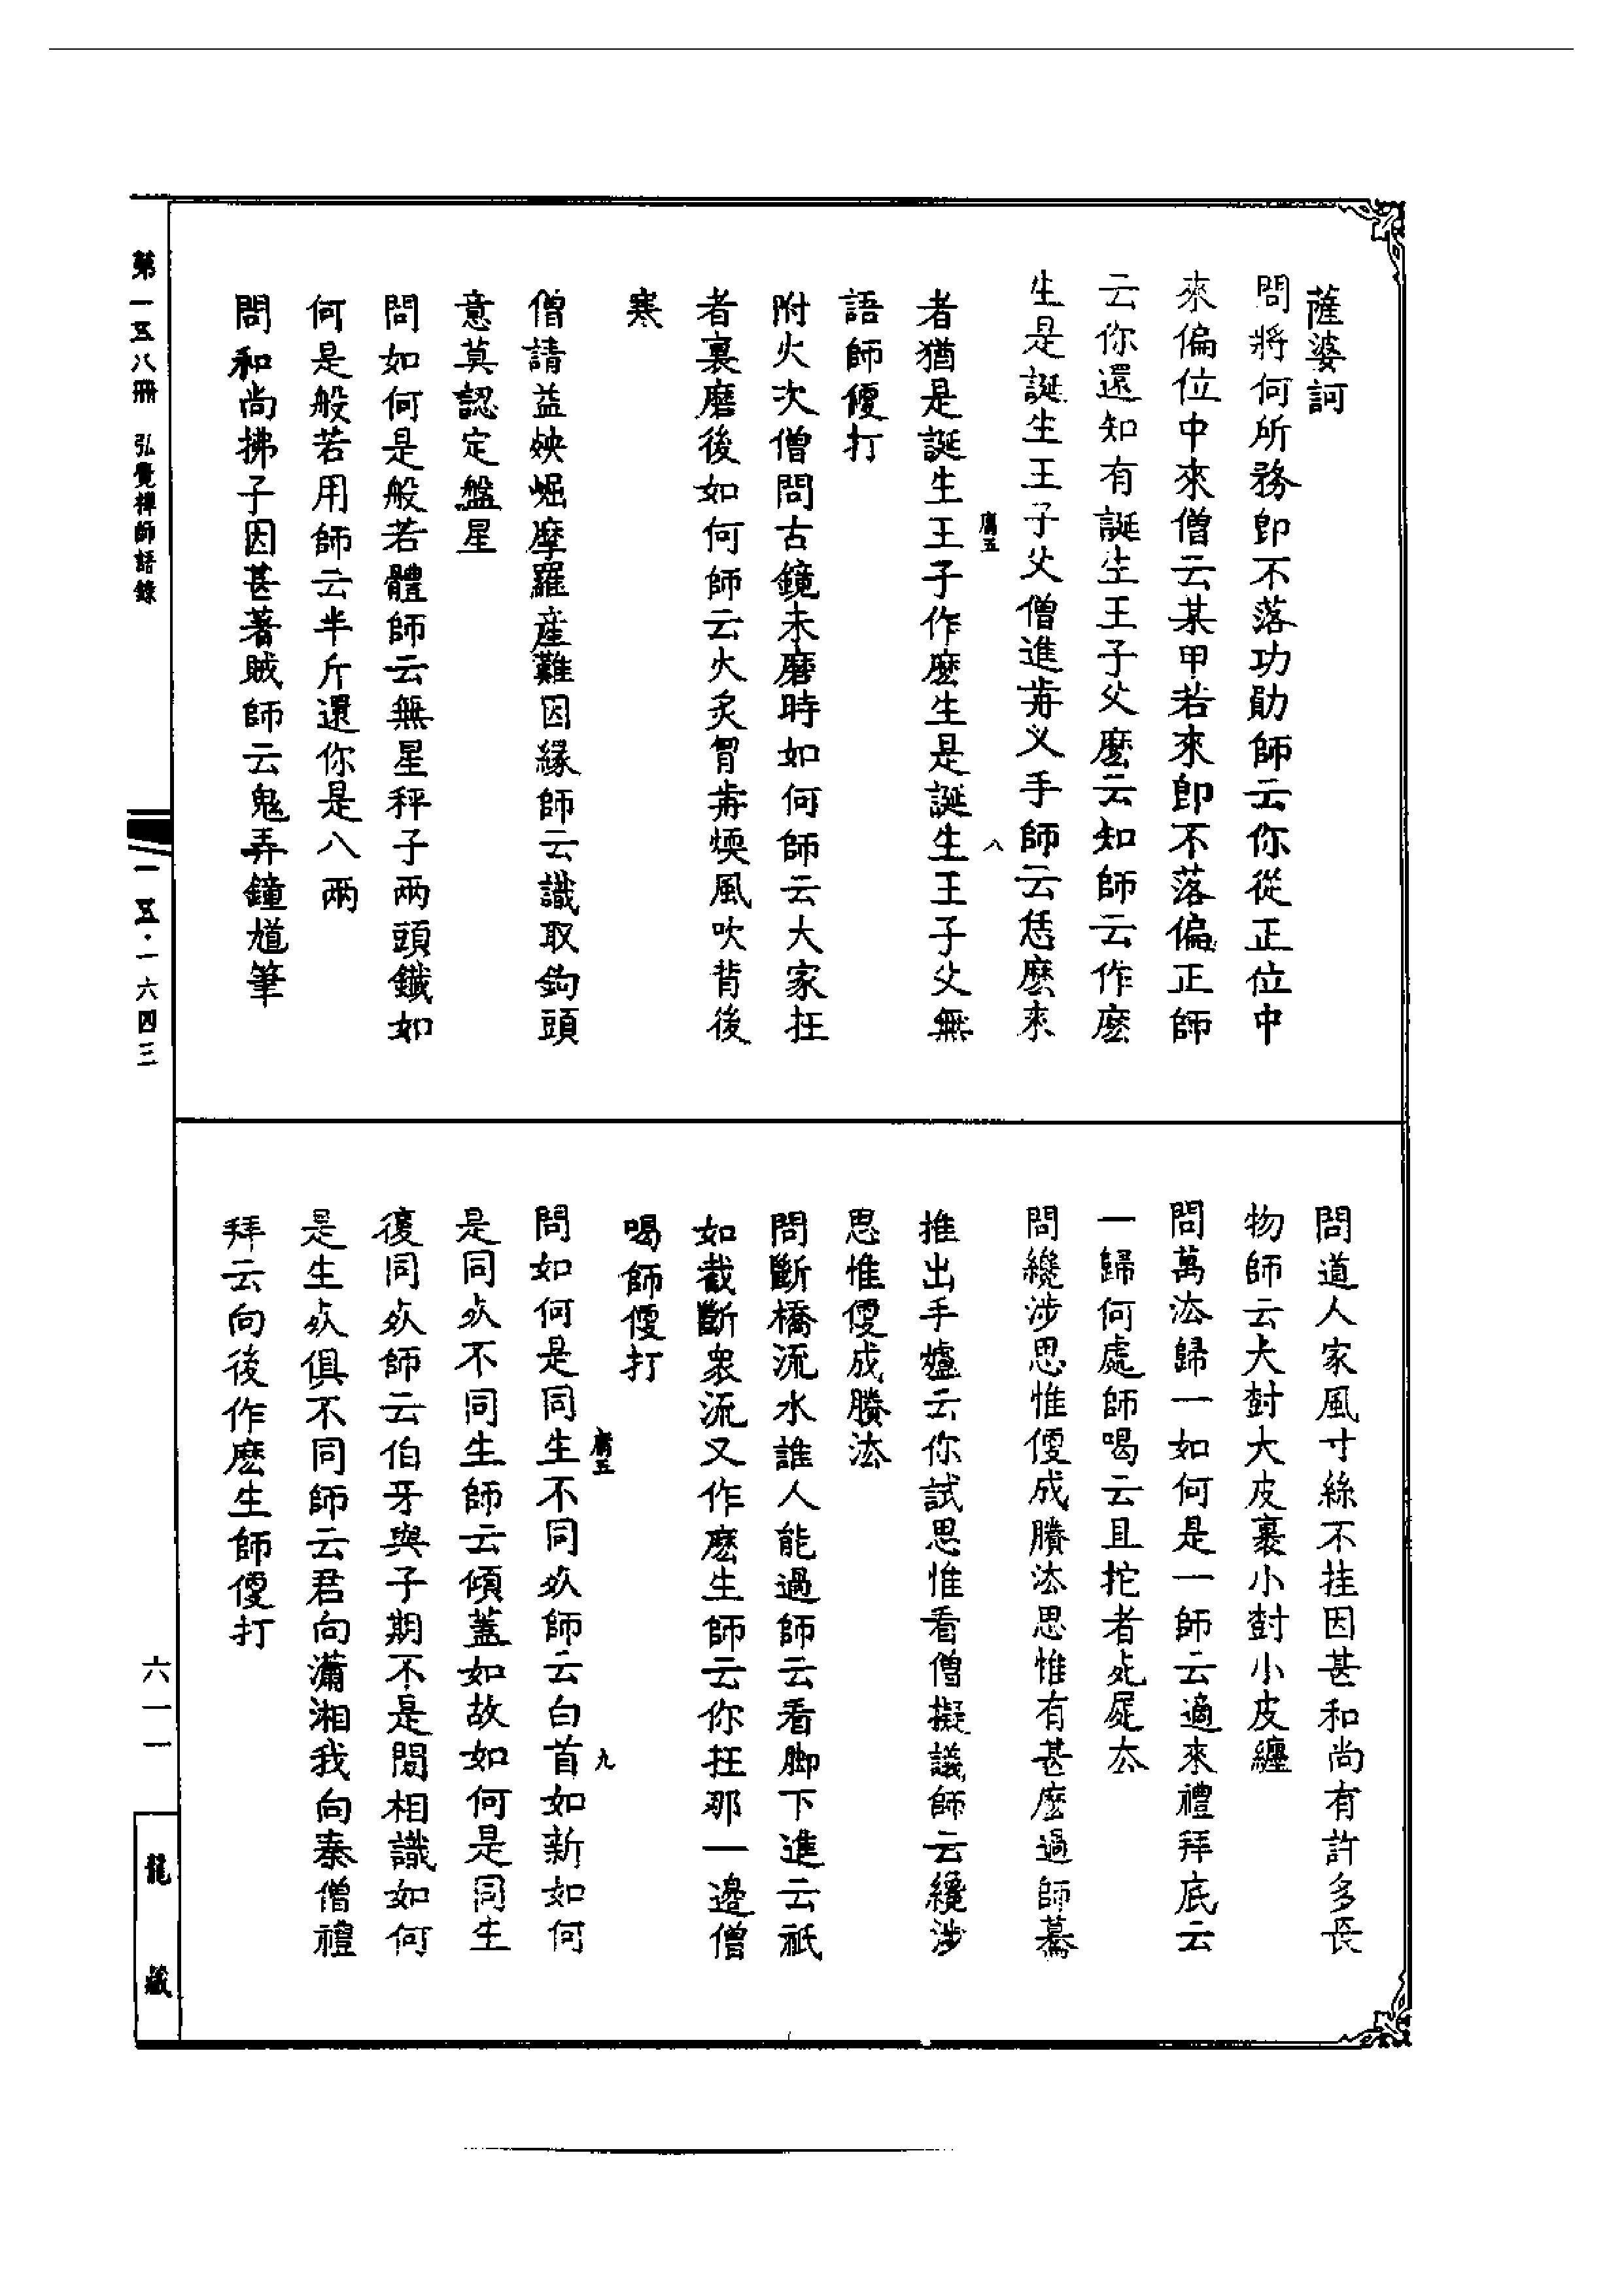 薩婆訶
問將何所務即不落功勛師云你從正位中
來偏位中來僧云某甲若來即不落偏正師
云你還知有誕生王子父麽云知師云作麽
生是誕生王子父僧進前义手師云恁麽來
者猶是誕生王子作麽生是誕生王子父無
語師便打
附火次僧問古鏡未磨時如何師云大家在
者裏磨後如何師云火炙胷前煗風吹背後
寒
僧請益殃崛摩羅産難因緣師云識取鉤頭
意莫認定盤星
問如何是般若體師云無星秤子兩頭鐵如
何是般若用師云半斤還你是八兩
問和尚拂子因甚著賊師云鬼弄鐘馗筆
庸五
八
問道人家風寸絲不挂因甚和尚有許多長
物師云大樹大皮裹小樹小皮纏
問萬法歸一如何是一師云適來禮拜底云
一歸何處師喝云且拕者死屍去
問纔涉思惟便成賸法思惟有甚麽過師驀
推出手爐云你試思惟看僧擬議師云纔涉
思惟便成賸法
問斷橋流水誰人能過師云看脚下進云祇
如截斷衆流又作麽生師云你在那一邊僧
喝師便打
問如何是同生不同死師云白首如新如何
是同死不同生師云傾蓋如故如何是同生
復同死師云伯牙與子期不是閒相識如何
是生死俱不同師云君向瀟湘我向秦僧禮
拜云向後作麽生師便打
庸五
九
第一五八冊 弘覺禪師語錄
一五·一六四三
六一一
龍藏